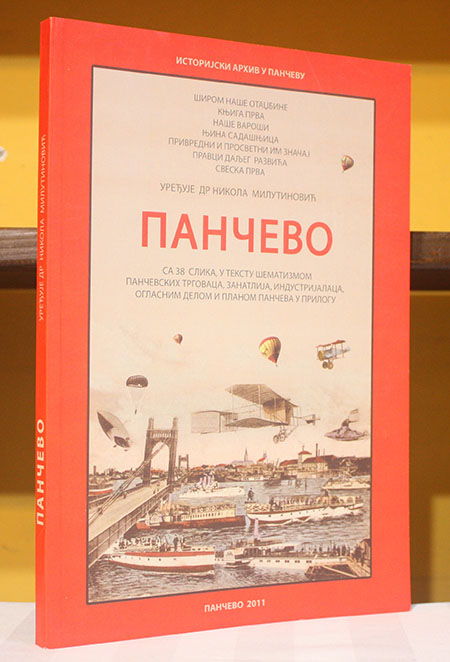 ИСТОРИЈСКИ АРХИВ У ПАНЧЕВУ
ШИРОМ НАШЕ ОТАЏБИНЕ
КЊИГА ПРВА
НАШЕ ВАРОШИ
ЊИНА САДАШЊИЦА
ПРИВРЕДНИ И ПРОСВЕТНИ ИМ ЗНАЧАЈ
ПРАВЦИ ДАЉЕГ РАЗВИЋА
СВЕСКА ПРВА
УРЕЂУЈЕ ДР НИКОЛА МИЛУТИНОВИЋ
ПАНЧЕВО
СА 38 СЛИКА, У ТЕКСТУ ШЕМАТИЗМОМ
ПАНЧЕВСКИХ ТРГОВАЦА, ЗАНАТЛИЈА, ИНДУСТРИЈАЛАЦА,
ОГЛАСНИМ ДЕЛОМ И ПЛАНОМ ПАНЧЕВА У ПРИЛОГУ
ПАНЧЕВО 2011
УРЕЂУЈЕ ДР НИКОЛА МИЛУТИНОВИЋ
ПАНЧЕВО